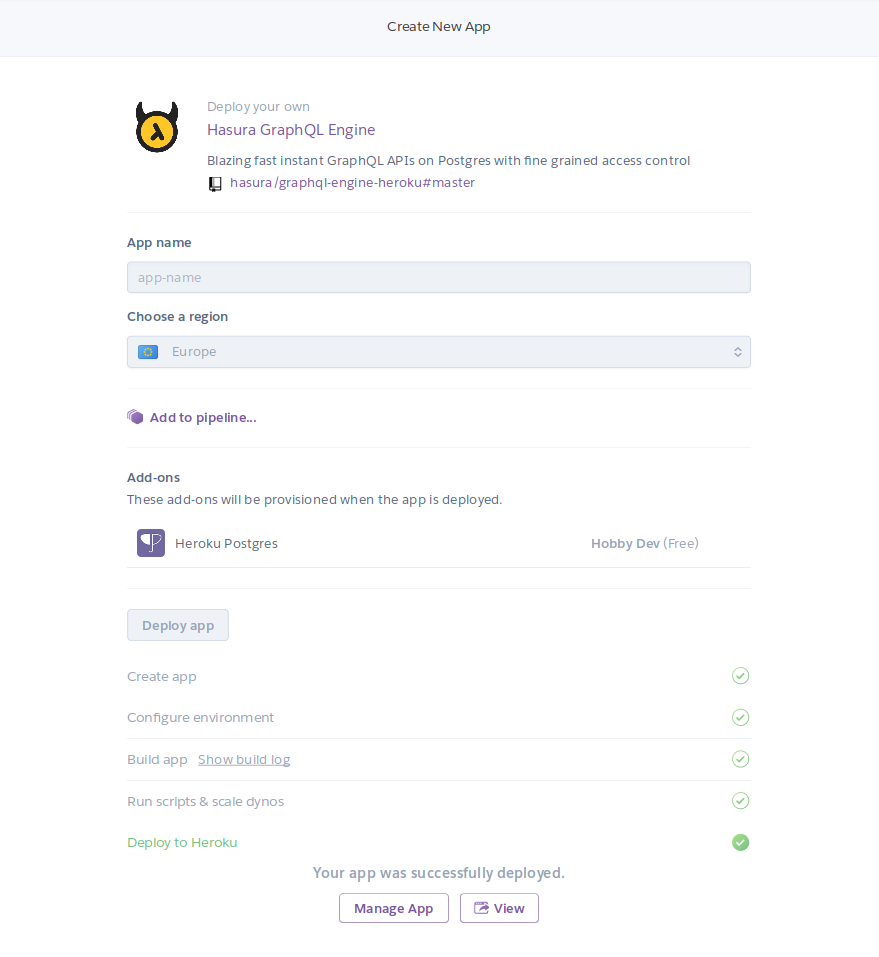 Create New App
Deploy your own
Hasura GraphQL Engine
Blazing fast instant GraphQL APIs on Postgres with fine grained access control
hasura/graphql-engine-heroku#master
App name
app-name
Choose a region
Europe
Add to pipeline...
Add-ons
These add-ons will be provisioned when the app is deployed.
Heroku Postgres Hobby Dev (Free)
Deploy app
Create app
Configure environment
Build app Show build log
Run scripts & scale dynos
Deploy to Heroku
Your app was successfully deployed.
Manage App View